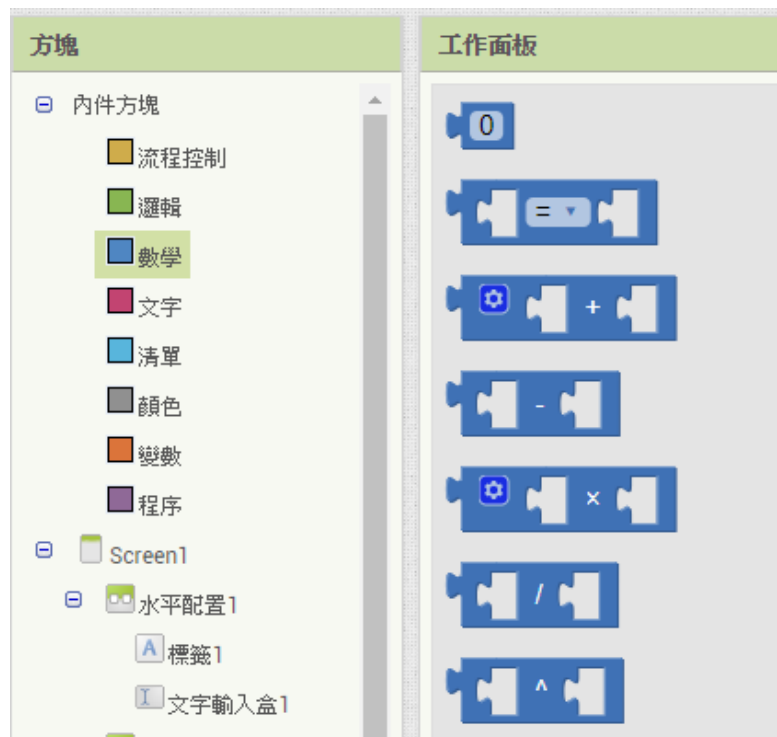 方塊
內件方塊
流程控制
邏輯
數學
文字
清單
顏色
變數
程序
Screen1
水平配置1
標籤1
文字輸入盒1
工作面板
0
=
+
-
×
/
^